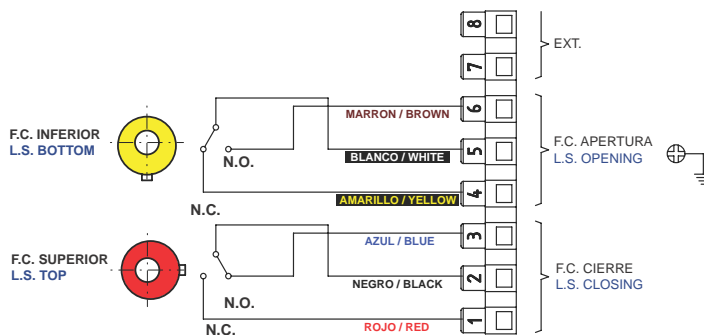 8
EXT.
7
6
MARRON / BROWN
F.C. INFERIOR
L.S. BOTTOM
N.O.
BLANCO / WHITE
5
F.C. APERTURA
L.S. OPENING
AMARILLO / YELLOW
4
N.C.
AZUL / BLUE
3
F.C. SUPERIOR
L.S. TOP
NEGRO / BLACK
2
F.C. CIERRE
L.S. CLOSING
N.O.
N.C.
ROJO / RED
1